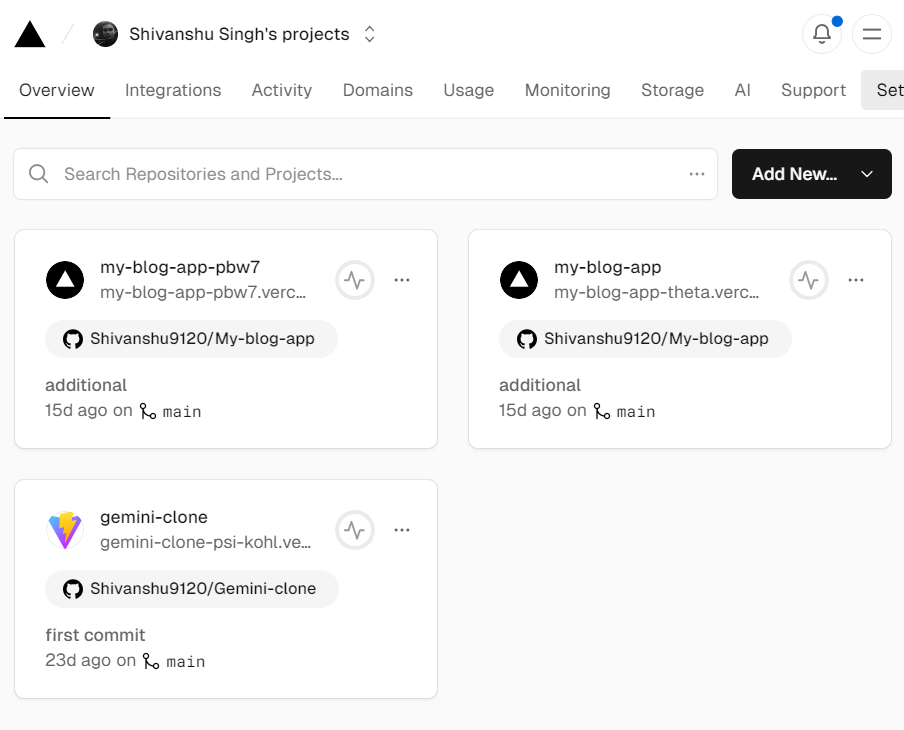 Shivanshu Singh's projects
Overview Integrations Activity Domains Usage Monitoring Storage AI Support Set
Search Repositories and Projects...
Add New...
my-blog-app-pbw7
my-blog-app-pbw7.verc...
Shivanshu9120/My-blog-app
additional
15d ago on main
my-blog-app
my-blog-app-theta.verc...
Shivanshu9120/My-blog-app
additional
15d ago on main
gemini-clone
gemini-clone-psi-kohl.ve...
Shivanshu9120/Gemini-clone
first commit
23d ago on main